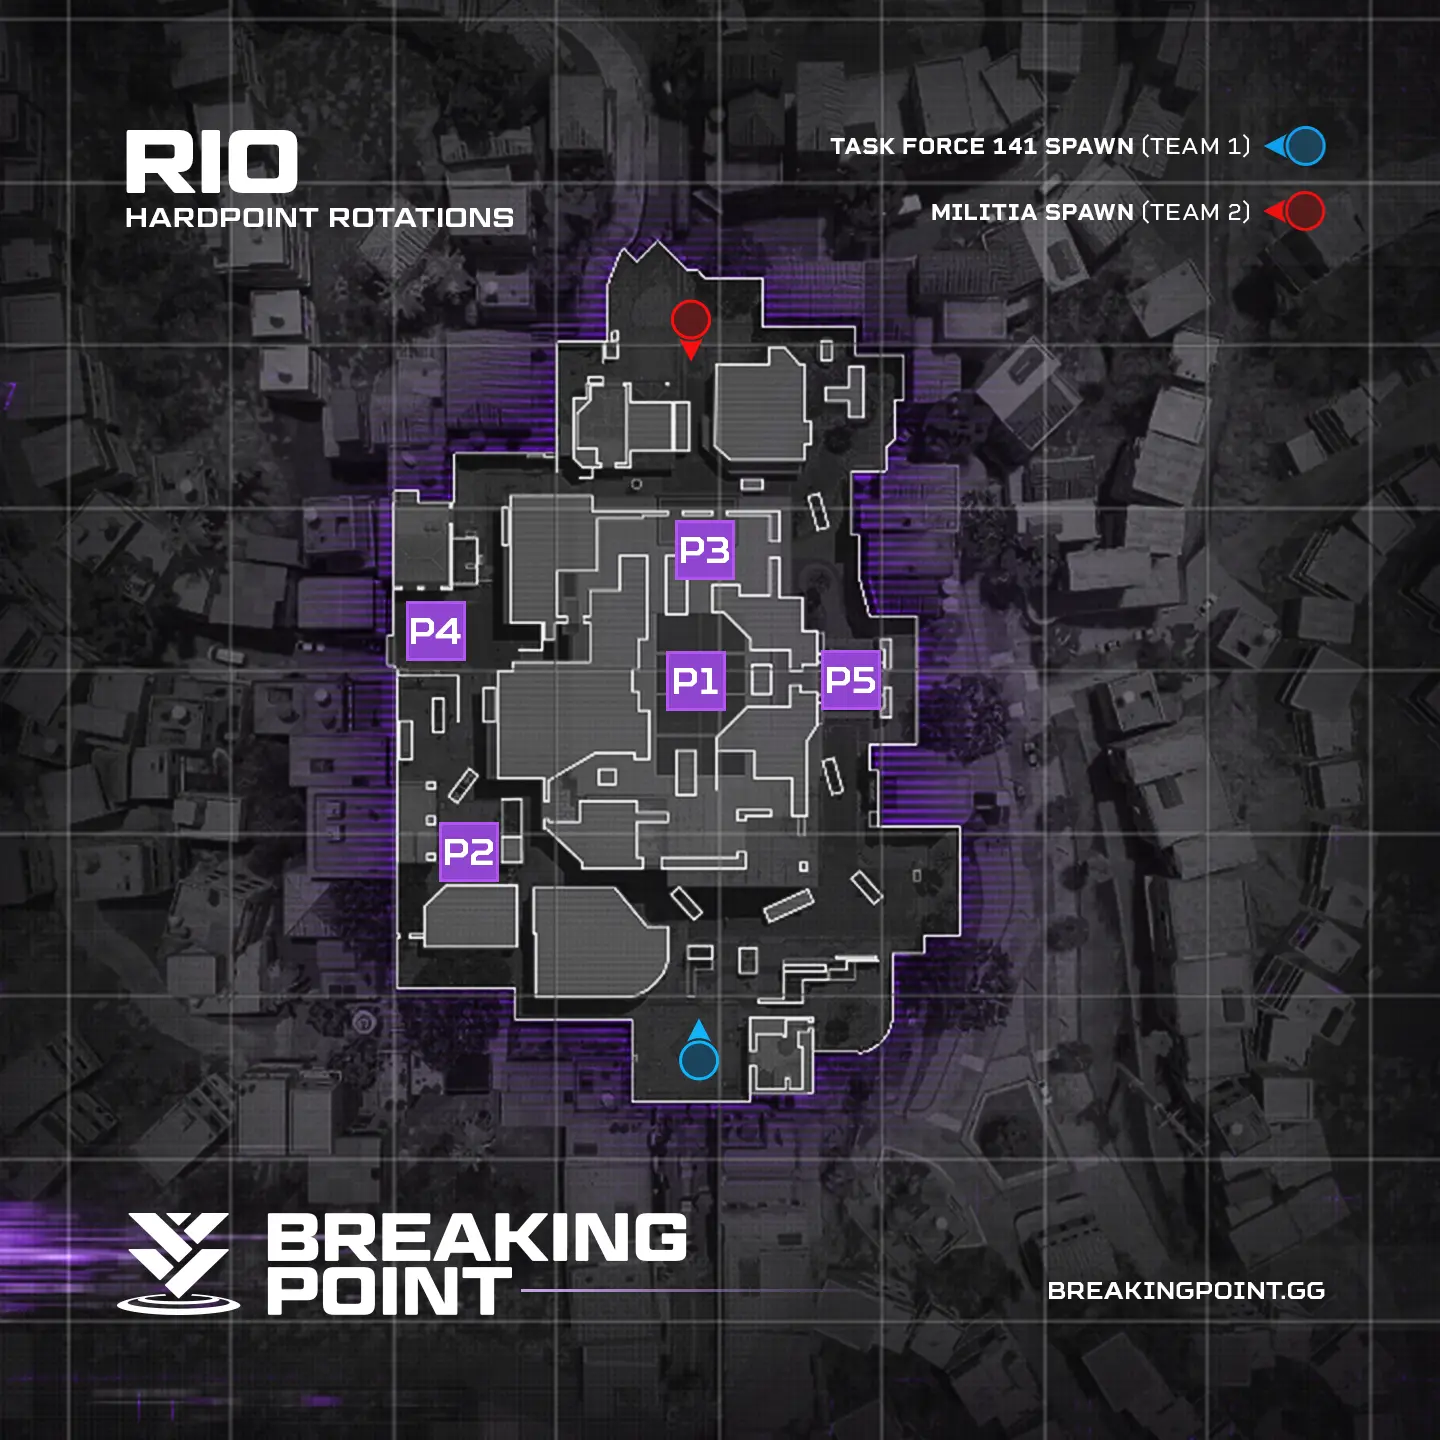 RIO
HARDPOINT ROTATIONS
TASK FORCE 141 SPAWN (TEAM 1)
MILITIA SPAWN (TEAM 2)
P3
P4
P1
P5
P2
BREAKING
POINT
BREAKINGPOINT.GG